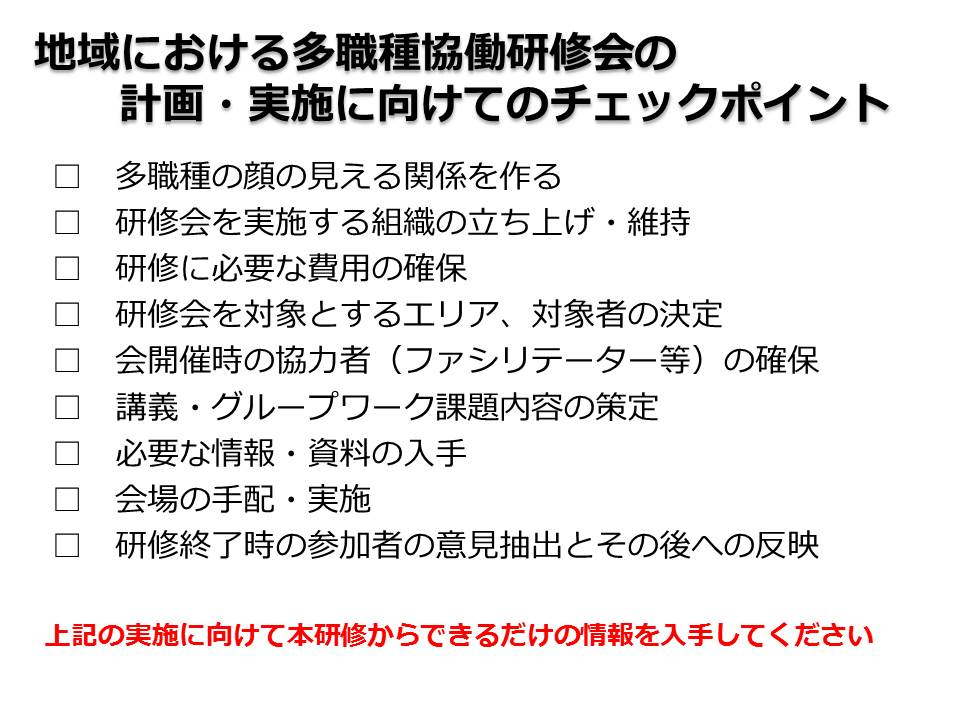 地域における多職種協働研修会の
計画・実施に向けてのチェックポイント
□ 多職種の顔の見える関係を作る
□ 研修会を実施する組織の立ち上げ・維持
□ 研修に必要な費用の確保
□ 研修会を対象とするエリア、対象者の決定
□ 会開催時の協力者（ファシリテーター等）の確保
□ 講義・グループワーク課題内容の策定
□ 必要な情報・資料の入手
□ 会場の手配・実施
□ 研修終了時の参加者の意見抽出とその後への反映
上記の実施に向けて本研修からできるだけの情報を入手してください